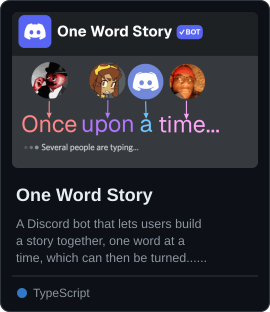 One Word Story ✓BOT
Once upon a time...
Several people are typing...
One Word Story
A Discord bot that lets users build
a story together, one word at a
time, which can then be turned......
TypeScript